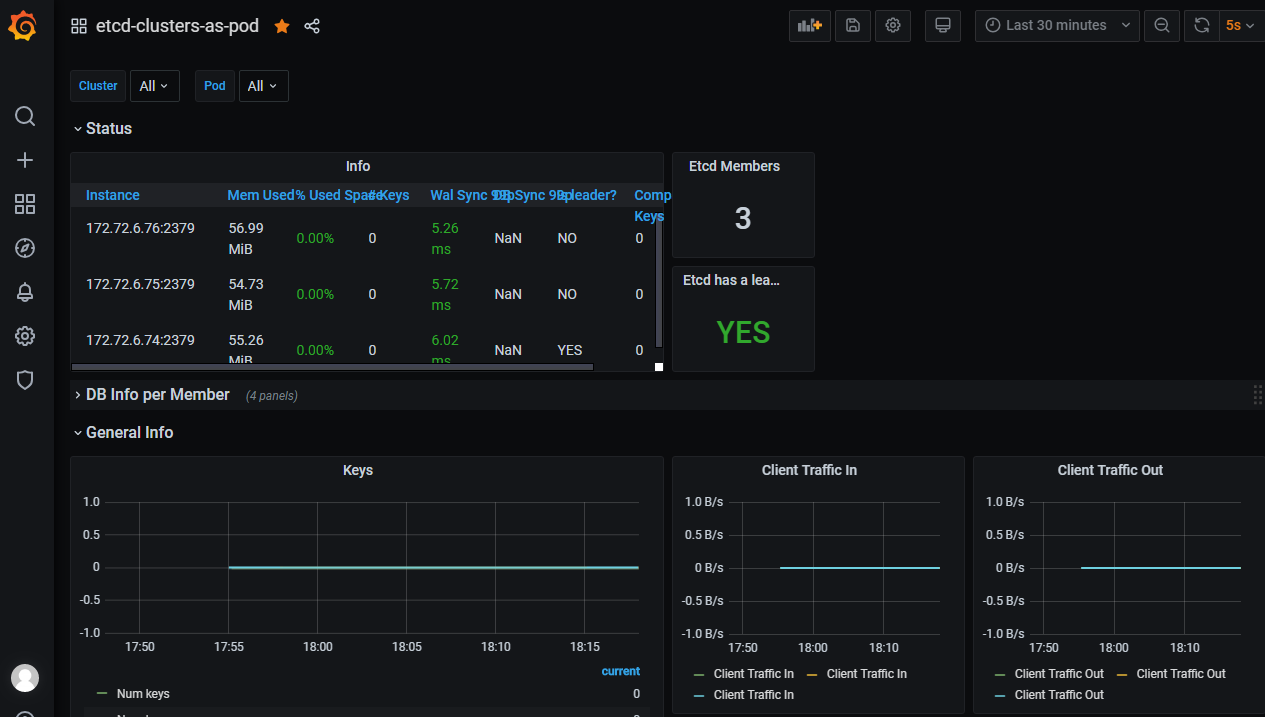 etcd-clusters-as-pod
Last 30 minutes
5s
Cluster All Pod All
Status
Info
Instance Mem Used % Used Space # Keys Wal Sync 99p DB Sync 99p Is leader? Comp Keys
172.72.6.76:2379 56.99 MiB 0.00% 0 5.26 ms NaN NO 0
172.72.6.75:2379 54.73 MiB 0.00% 0 5.72 ms NaN NO 0
172.72.6.74:2379 55.26 MiB 0.00% 0 6.02 ms NaN YES 0
Etcd Members
3
Etcd has a lea...
YES
DB Info per Member (4 panels)
General Info
Keys
1.0
0.5
0
-0.5
-1.0
17:50 17:55 18:00 18:05 18:10 18:15
current
Num keys 0
Client Traffic In
1.0 B/s
0.5 B/s
0 B/s
-0.5 B/s
-1.0 B/s
17:50 18:00 18:10
Client Traffic In Client Traffic In
Client Traffic In
Client Traffic Out
1.0 B/s
0.5 B/s
0 B/s
-0.5 B/s
-1.0 B/s
17:50 18:00 18:10
Client Traffic Out Client Traffic Out
Client Traffic Out